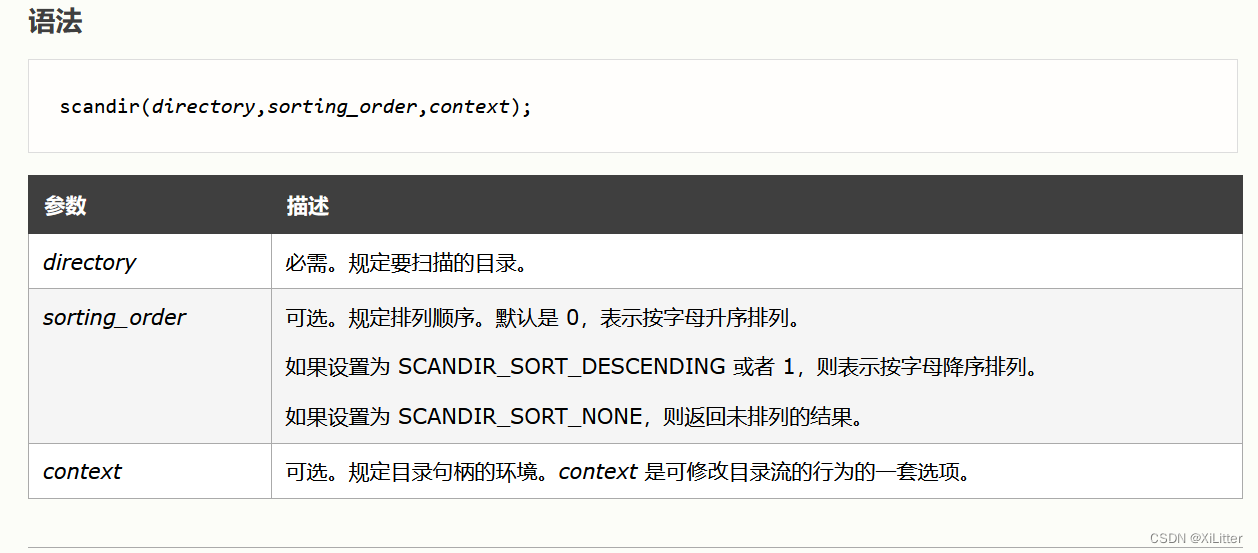 语法
scandir(directory,sorting_order,context);
参数 描述
directory 必需。规定要扫描的目录。
sorting_order 可选。规定排列顺序。默认是 0，表示按字母升序排列。
如果设置为 SCANDIR_SORT_DESCENDING 或者 1，则表示按字母降序排列。
如果设置为 SCANDIR_SORT_NONE，则返回未排列的结果。
context 可选。规定目录句柄的环境。context 是可修改目录流的行为的一套选项。
CSDN @XiLitter